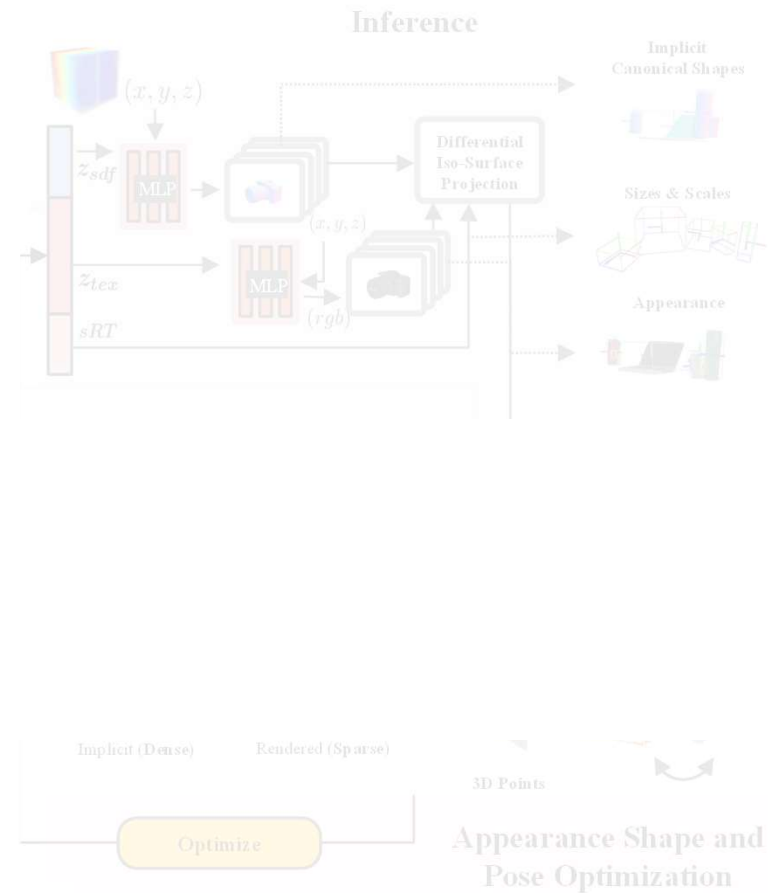 Inference
Implicit
Canonical Shapes
(x, y, z)
z_sdf
MLP
Differential
Iso-Surface
Projection
Sizes & Scales
(x, y, z)
z_tex
MLP
(rgb)
Appearance
sRT
Implicit (Dense)
Rendered (Sparse)
3D Points
Optimize
Appearance Shape and
Pose Optimization